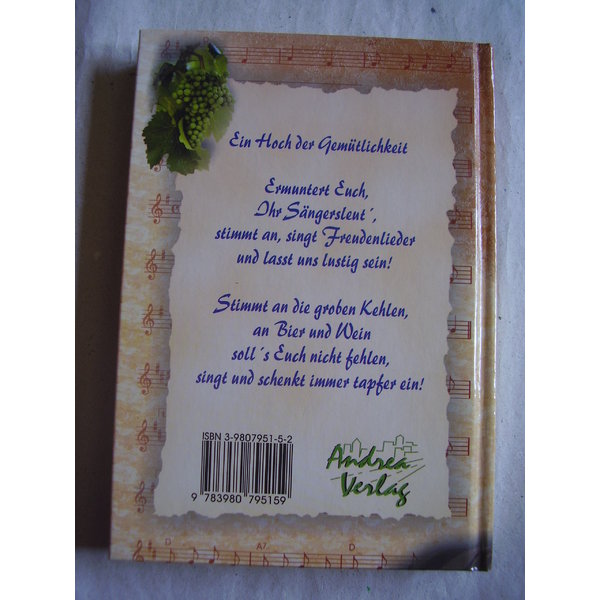 Ein Hoch der Gemütlichkeit
Ermuntert Euch,
Ihr Sängersleut´,
stimmt an, singt Freudenlieder
und lasst uns lustig sein!
Stimmt an die groben Kehlen,
an Bier und Wein
soll´s Euch nicht fehlen,
singt und schenkt immer tapfer ein!
ISBN 3-9807951-5-2
9 783980 795159
Andrea
Verlag
A7 D